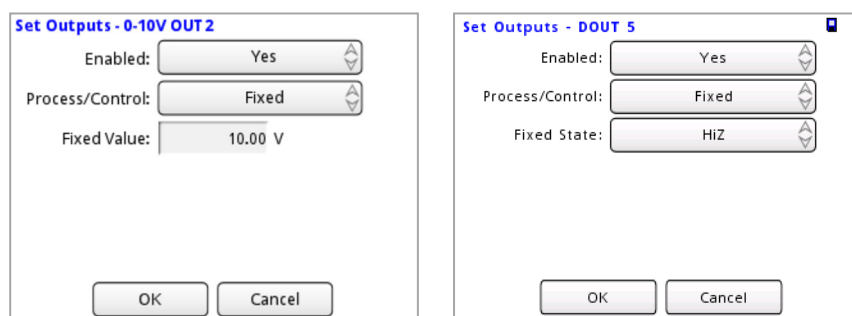 Set Outputs - 0-10V OUT 2
Enabled: Yes
Process/Control: Fixed
Fixed Value: 10.00 V
OK Cancel
Set Outputs - DOUT 5
Enabled: Yes
Process/Control: Fixed
Fixed State: HiZ
OK Cancel